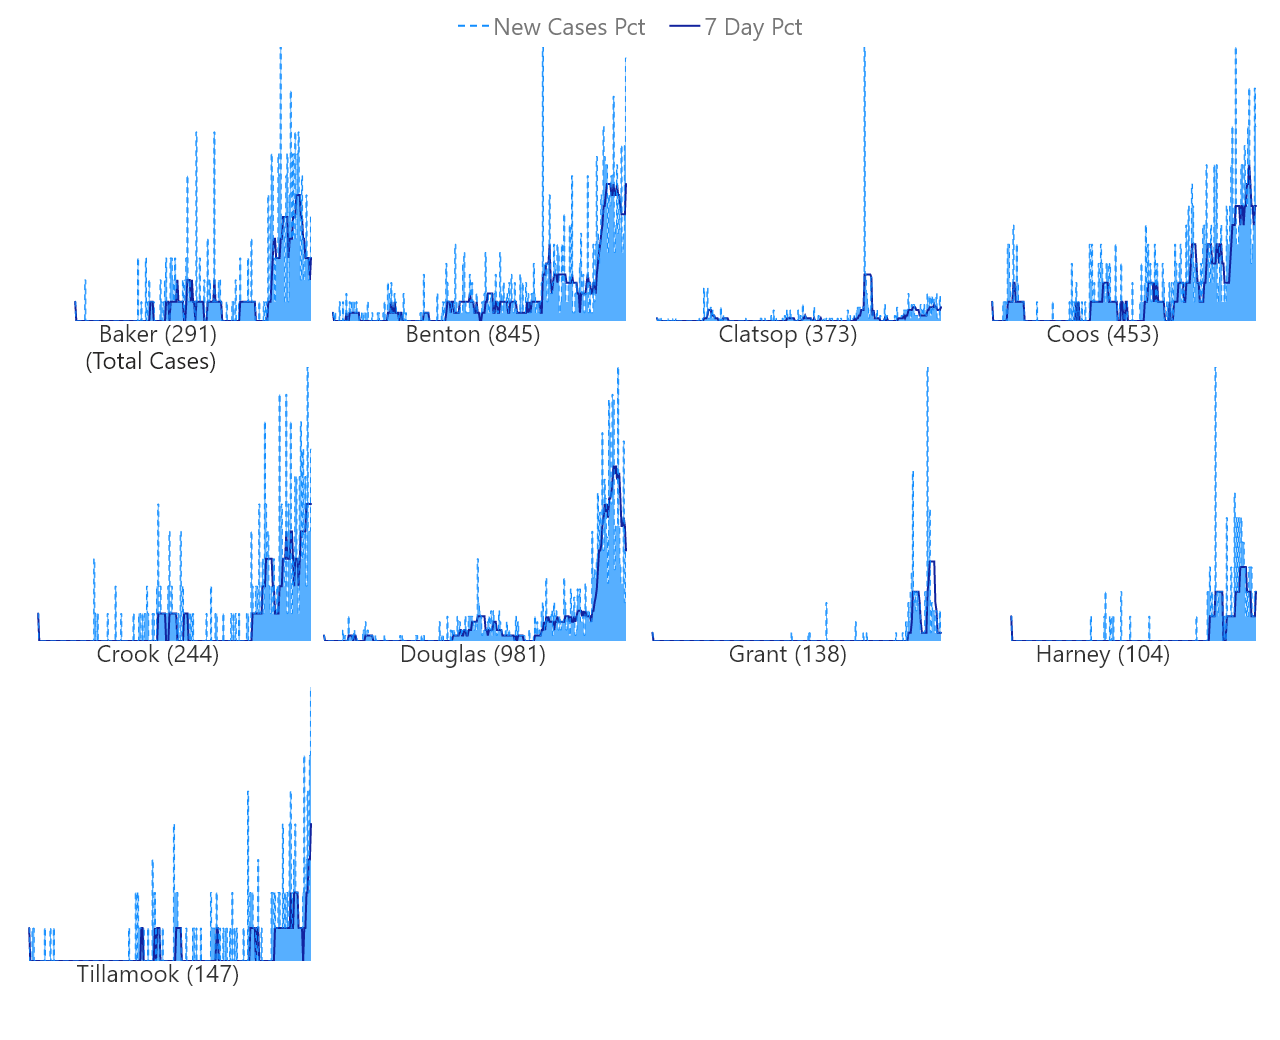 New Cases Pct 7 Day Pct
Baker (291) Benton (845) Clatsop (373) Coos (453)
(Total Cases)
Crook (244) Douglas (981) Grant (138) Harney (104)
Tillamook (147)